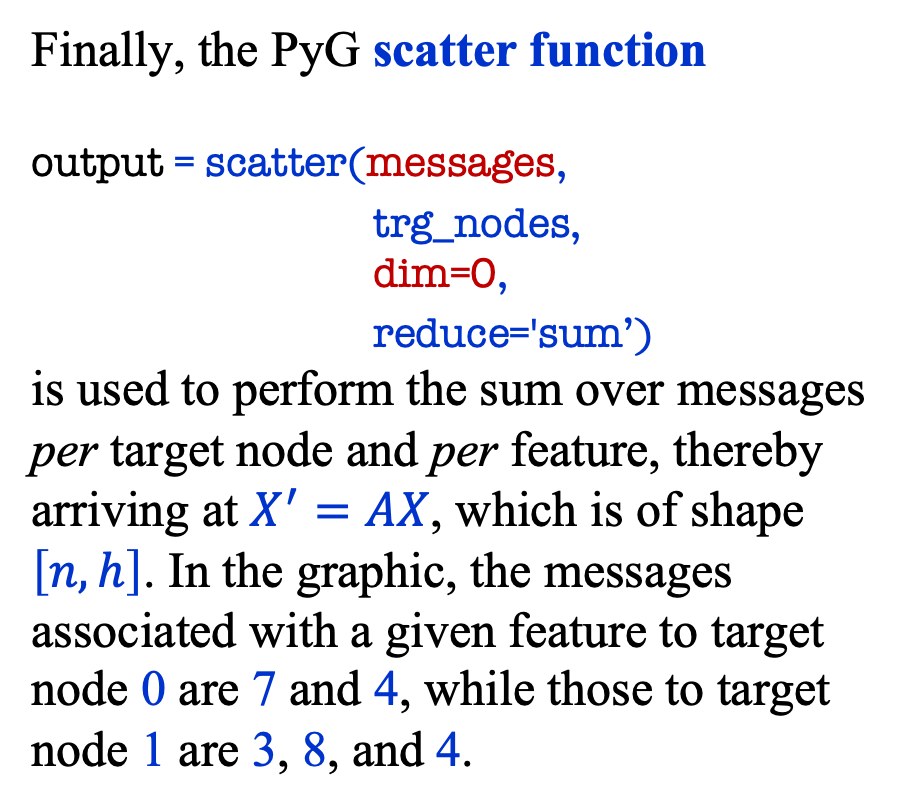 Finally, the PyG scatter function
output = scatter(messages,
trg_nodes,
dim=0,
reduce='sum’)
is used to perform the sum over messages
per target node and per feature, thereby
arriving at X′ = AX, which is of shape
[n, h]. In the graphic, the messages
associated with a given feature to target
node 0 are 7 and 4, while those to target
node 1 are 3, 8, and 4.